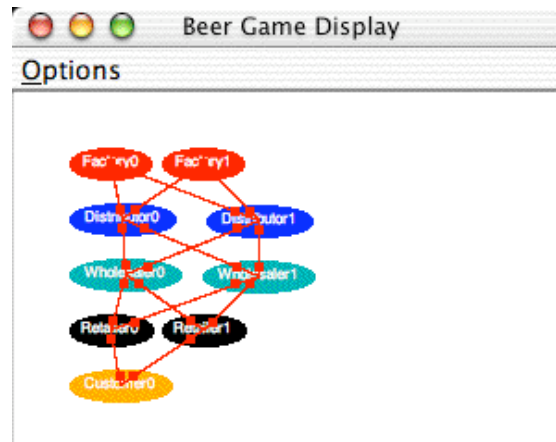 Beer Game Display
Options
Factory0 Factory1
Distributor0 Distributor1
Wholesaler0 Wholesaler1
Retailer0 Retailer1
Customer0